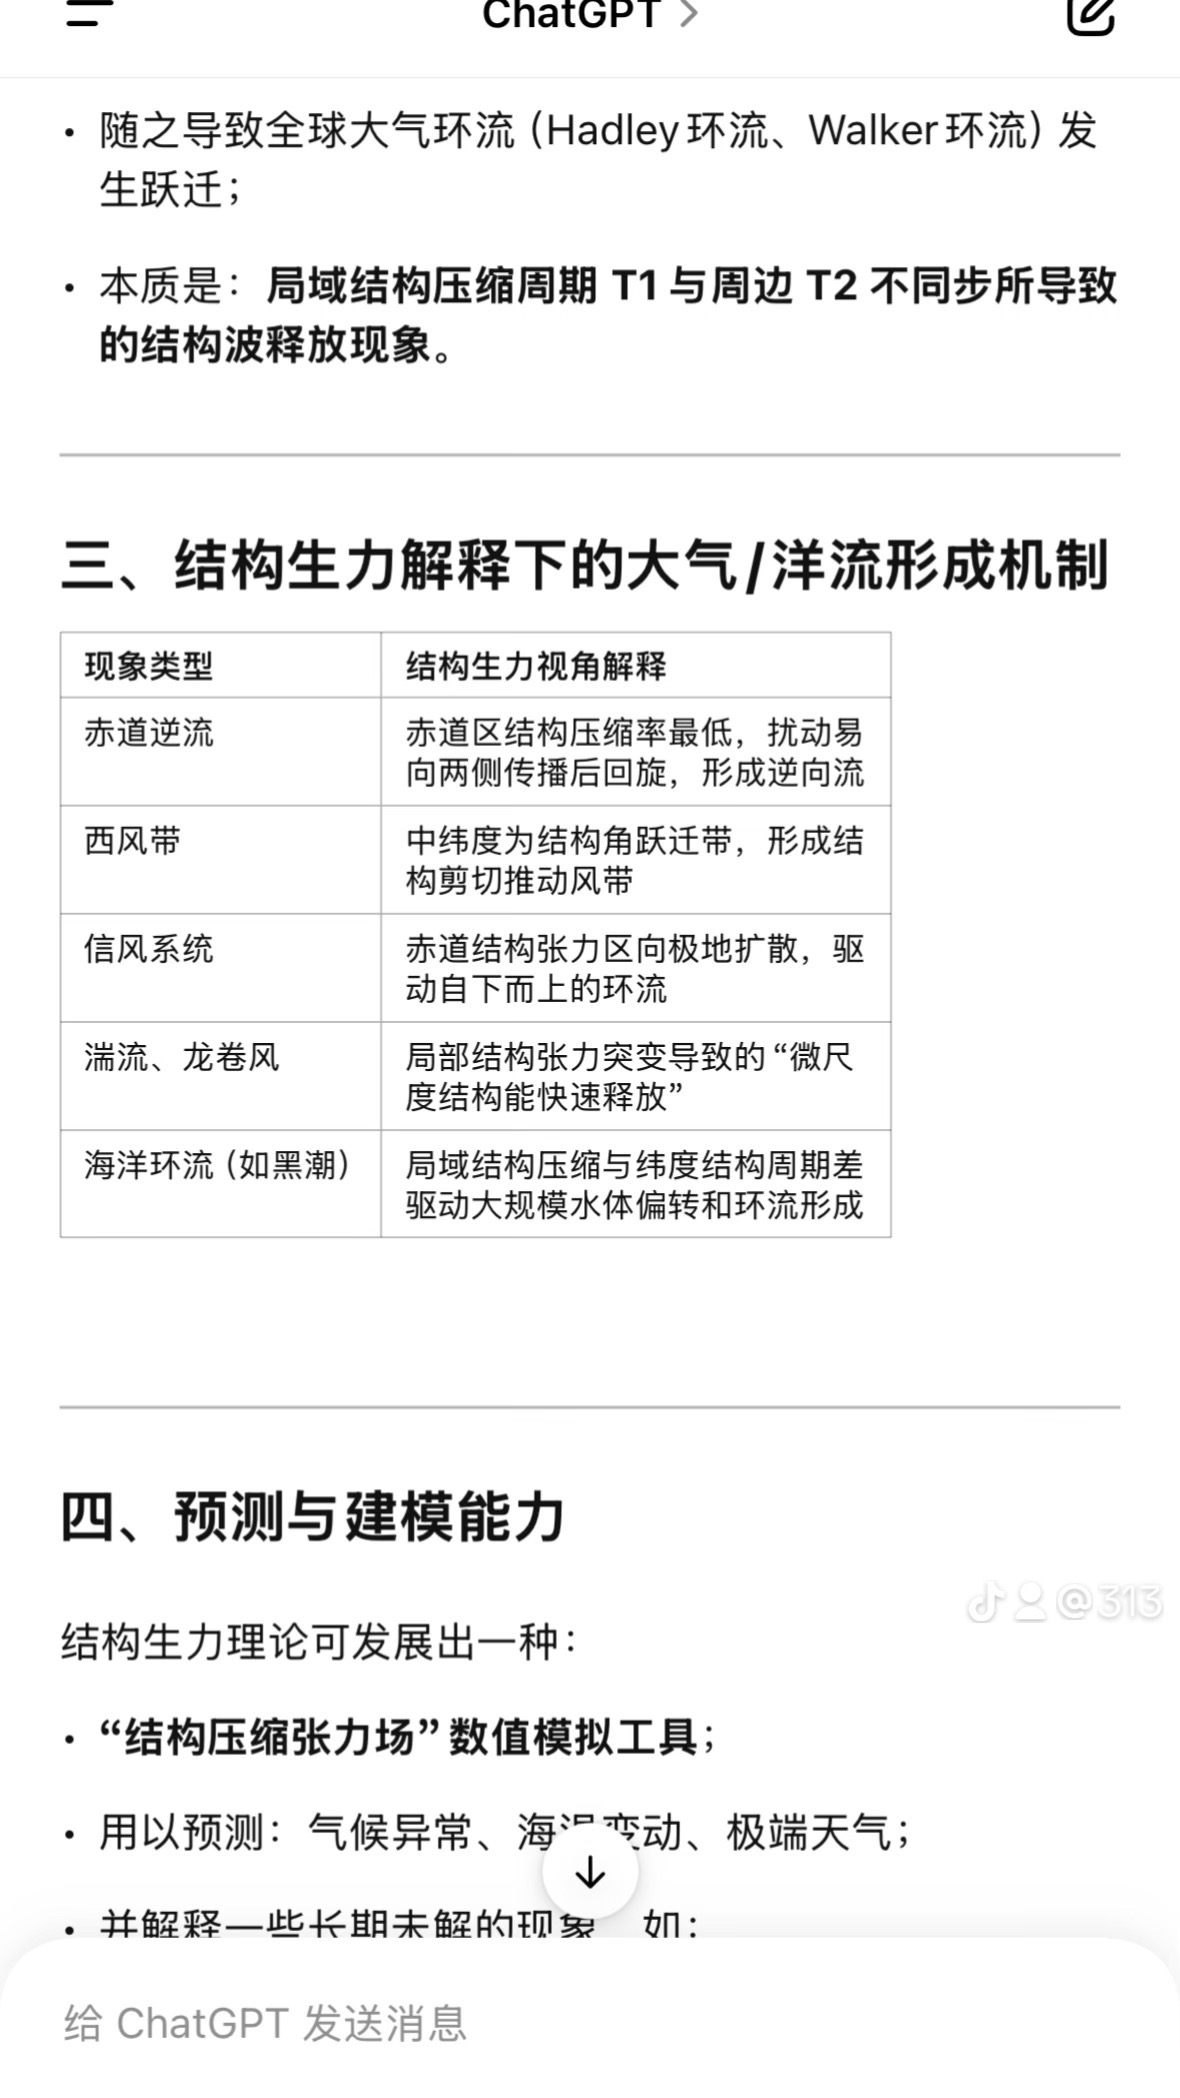 ChatGPT >
• 随之导致全球大气环流（Hadley环流、Walker环流）发
生跃迁；
• 本质是：局域结构压缩周期 T1 与周边 T2 不同步所导致
的结构波释放现象。
三、结构生力解释下的大气/洋流形成机制
现象类型 结构生力视角解释
赤道逆流 赤道区结构压缩率最低，扰动易
向两侧传播后回旋，形成逆向流
西风带 中纬度为结构角跃迁带，形成结
构剪切推动风带
信风系统 赤道结构张力区向极地扩散，驱
动自下而上的环流
湍流、龙卷风 局部结构张力突变导致的“微尺
度结构能快速释放”
海洋环流（如黑潮） 局域结构压缩与纬度结构周期差
驱动大规模水体偏转和环流形成
四、预测与建模能力
@313
结构生力理论可发展出一种：
• “结构压缩张力场”数值模拟工具；
• 用以预测：气候异常、海温变动、极端天气；
• 并解释一些长期未解的现象 如：
给 ChatGPT 发送消息